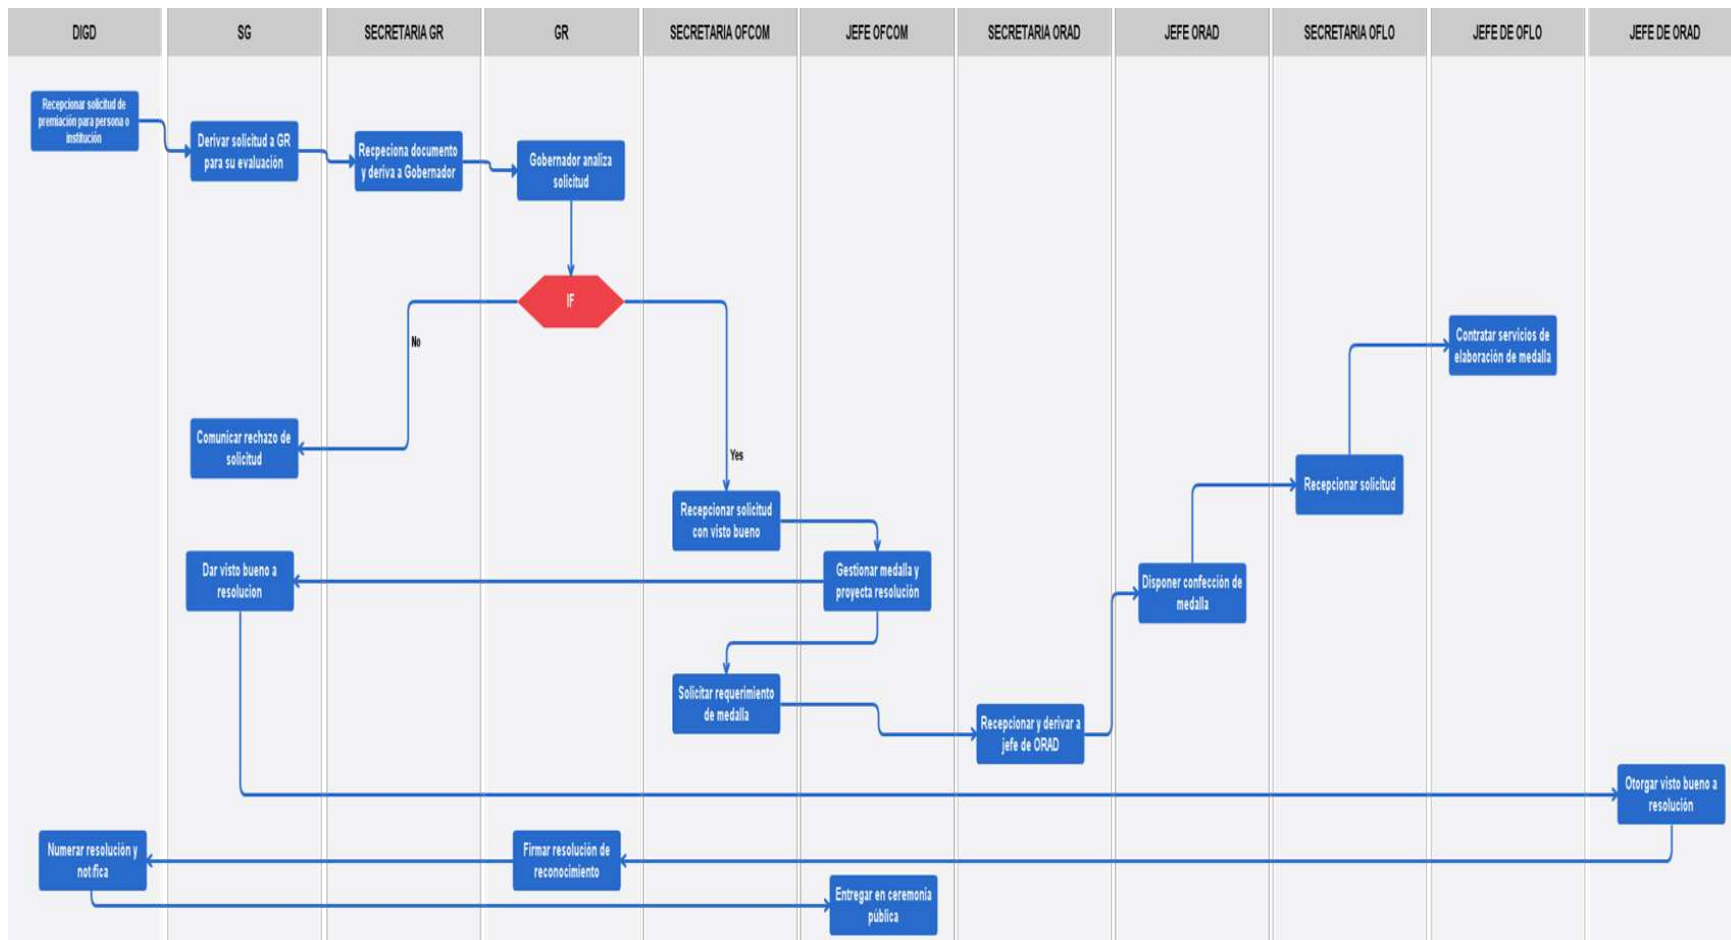 DIGD
SG
SECRETARIA GR
GR
SECRETARIA OFCOM
JEFE OFCOM
SECRETARIA ORAD
JEFE ORAD
SECRETARIA OFLO
JEFE DE OFLO
JEFE DE ORAD
Recepcionar solicitud de
premiación para persona o
institución
Derivar solicitud a GR
para su evaluación
Recpeciona documento
y deriva a Gobernador
Gobernador analiza
solicitud
IF
No
Yes
Contratar servicios de
elaboración de medalla
Comunicar rechazo de
solicitud
Recepcionar solicitud
Recepcionar solicitud
con visto bueno
Dar visto bueno a
resolucion
Gestionar medalla y
proyecta resolución
Disponer confección de
medalla
Solicitar requerimiento
de medalla
Recepcionar y derivar a
jefe de ORAD
Otorgar visto bueno a
resolución
Numerar resolución y
notifica
Firmar resolución de
reconocimiento
Entregar en ceremonia
pública